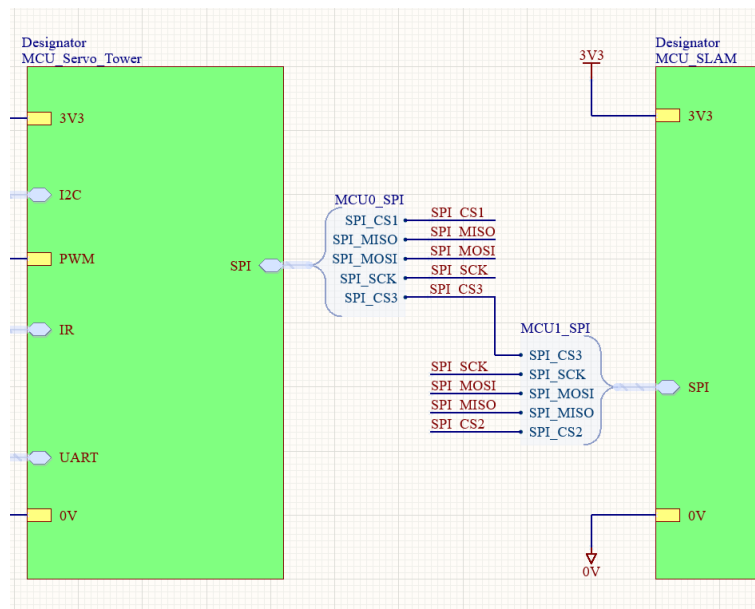 Designator
MCU_Servo_Tower
3V3
I2C
PWM
IR
UART
0V
SPI
MCU0_SPI
SPI_CS1
SPI_MISO
SPI_MOSI
SPI_SCK
SPI_CS3
SPI_CS1
SPI_MISO
SPI_MOSI
SPI_SCK
SPI_CS3
MCU1_SPI
SPI_SCK
SPI_MOSI
SPI_MISO
SPI_CS2
SPI_CS3
SPI_SCK
SPI_MOSI
SPI_MISO
SPI_CS2
3V3
0V
Designator
MCU_SLAM
3V3
SPI
0V